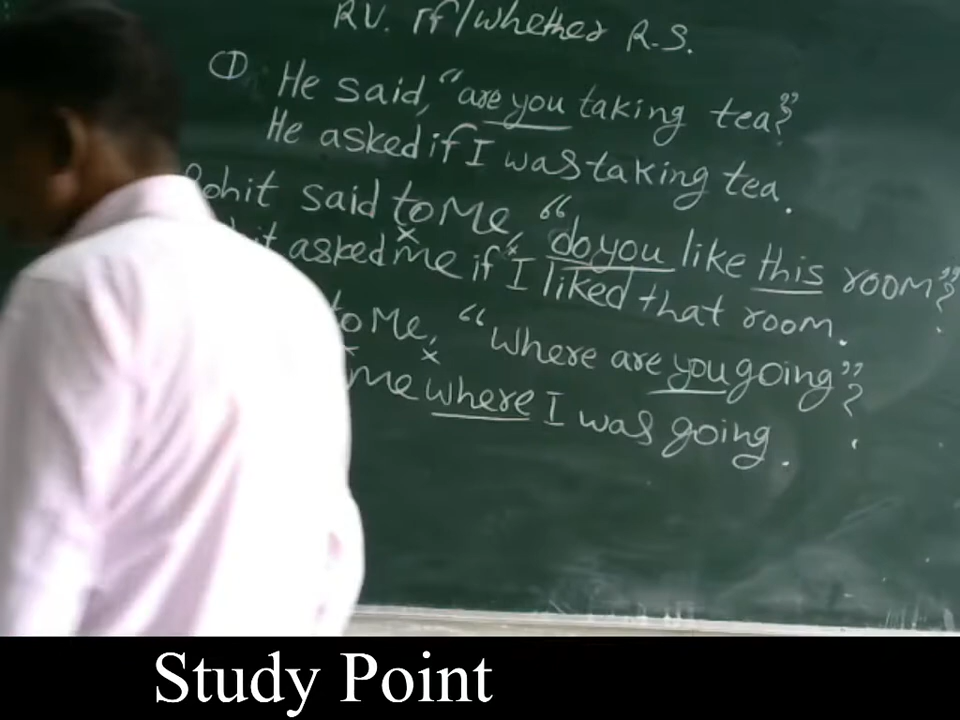 RV. If/whether R.S.
① He said, "are you taking tea?"
He asked if I was taking tea.
Rohit said to Me, "do you like this room"?
asked me if I liked that room.
to Me, "Where are you going"?
me where I was going.
Study Point